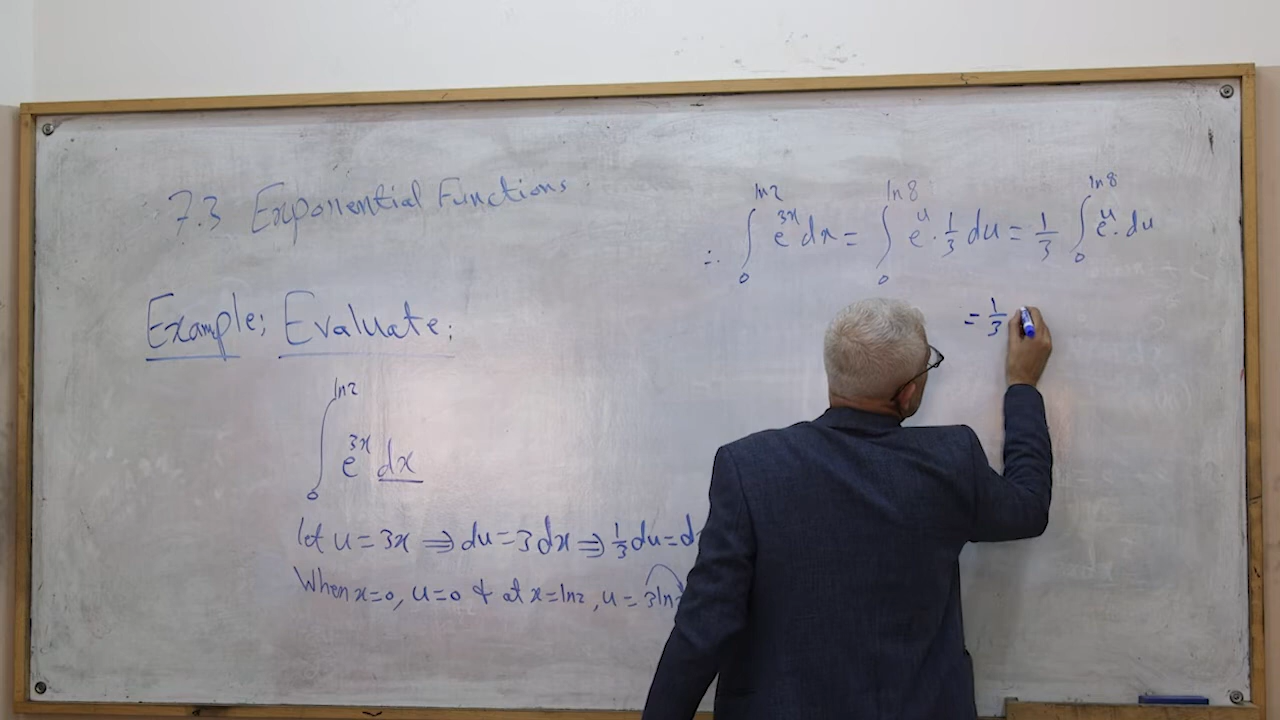 7.3 Exponential Functions
Example; Evaluate;
∫₀^{ln2} e^{3x} dx
let u = 3x ⇒ du = 3dx ⇒ 1/3 du = d
When x=0, u=0 & at x=ln2, u = 3ln
∴ ∫₀^{ln2} e^{3x} dx = ∫₀^{ln8} e^u · 1/3 du = 1/3 ∫₀^{ln8} e^u · du
= 1/3